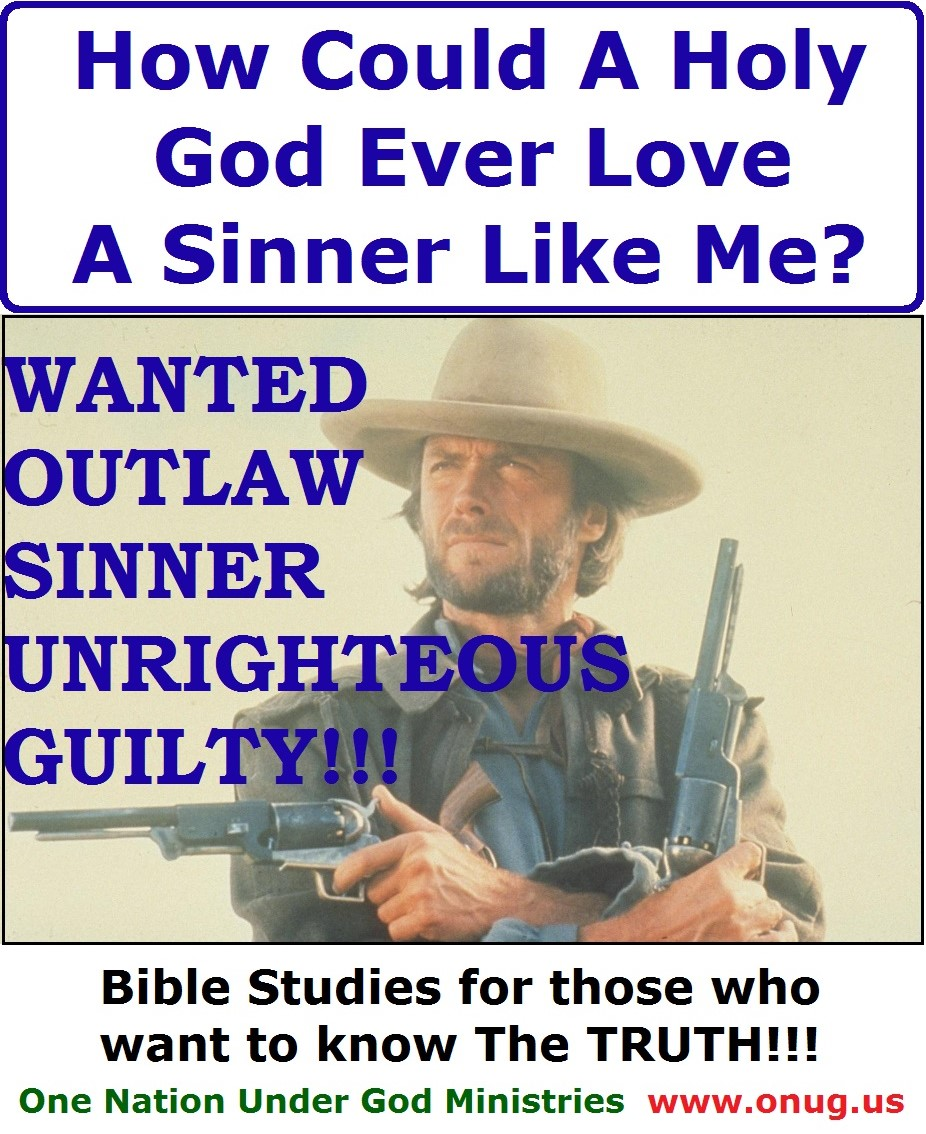 How Could A Holy
God Ever Love
A Sinner Like Me?
WANTED
OUTLAW
SINNER
UNRIGHTEOUS
GUILTY!!!
Bible Studies for those who
want to know The TRUTH!!!
One Nation Under God Ministries www.onug.us